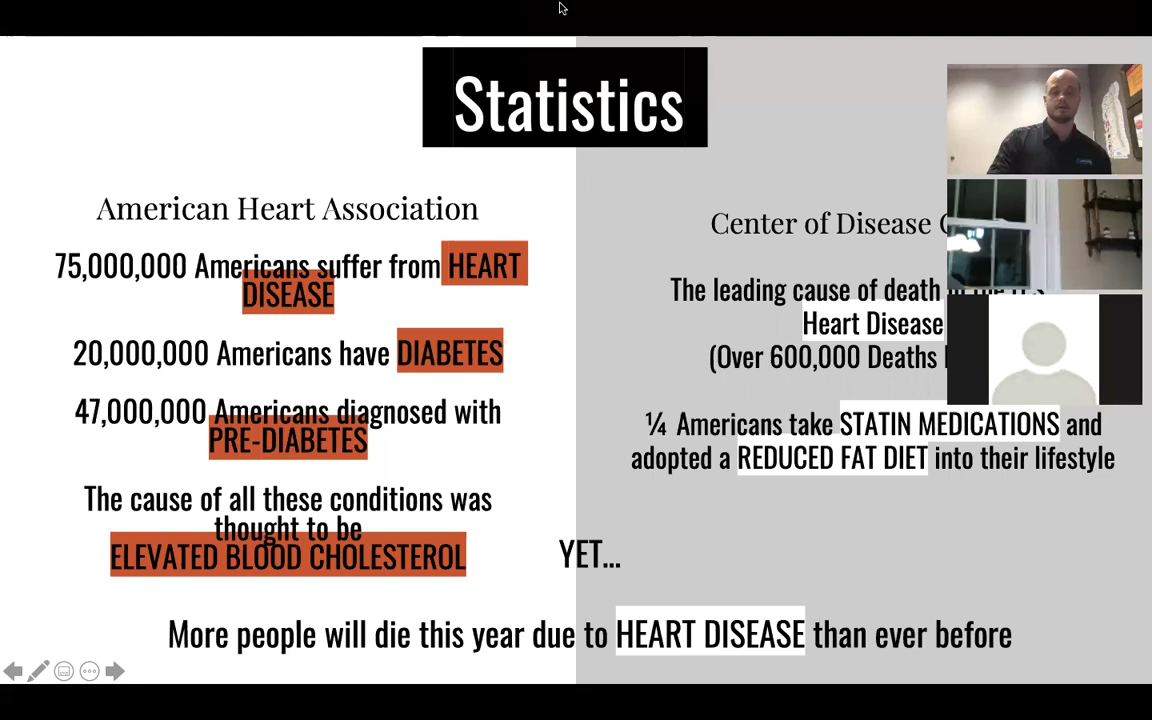 Statistics
American Heart Association
75,000,000 Americans suffer from HEART
DISEASE
20,000,000 Americans have DIABETES
47,000,000 Americans diagnosed with
PRE-DIABETES
The cause of all these conditions was
thought to be
ELEVATED BLOOD CHOLESTEROL
Center of Disease
The leading cause of death
Heart Disease
(Over 600,000 Deaths
¼ Americans take STATIN MEDICATIONS and
adopted a REDUCED FAT DIET into their lifestyle
YET...
More people will die this year due to HEART DISEASE than ever before